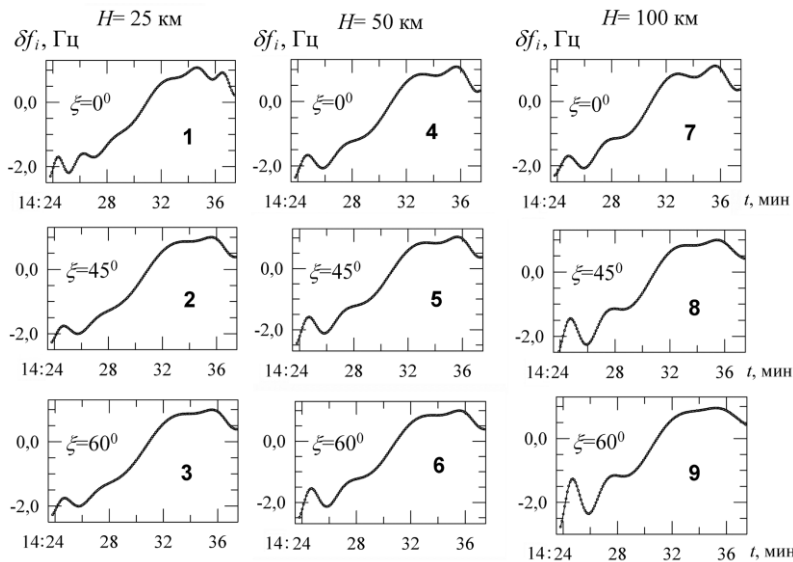 H= 25 км H= 50 км H= 100 км
δf_i, Гц δf_i, Гц δf_i, Гц
0,0 ξ=0⁰ 0,0 ξ=0⁰ 0,0 ξ=0⁰
1 4 7
-2,0 -2,0 -2,0
14:24 28 32 36 14:24 28 32 36 14:24 28 32 36 t, мин
0,0 ξ=45⁰ 0,0 ξ=45⁰ 0,0 ξ=45⁰
2 5 8
-2,0 -2,0 -2,0
14:24 28 32 36 14:24 28 32 36 14:24 28 32 36 t, мин
0,0 ξ=60⁰ 0,0 ξ=60⁰ 0,0 ξ=60⁰
3 6 9
-2,0 -2,0 -2,0
14:24 28 32 36 14:24 28 32 36 14:24 28 32 36 t, мин